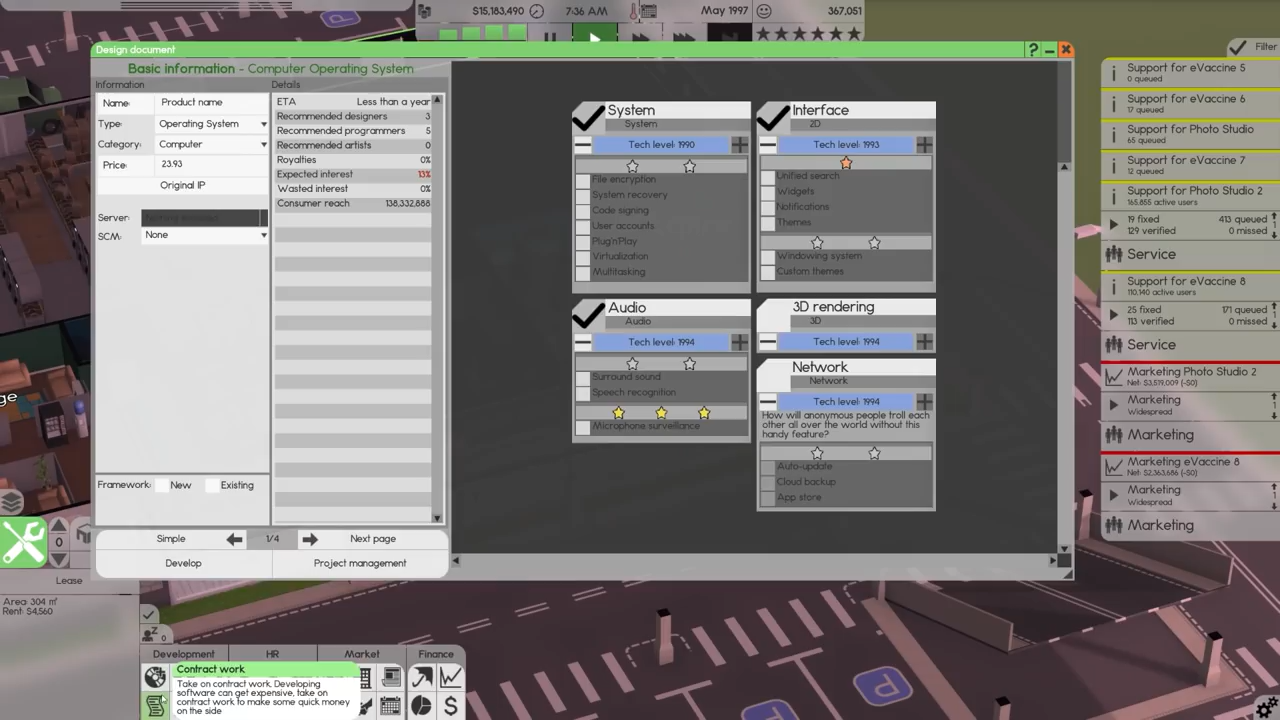 $15,183,490
7:36 AM
May 1997
367,051
Filter
Design document
?
Basic information - Computer Operating System
Information
Name:
Product name
Type:
Operating System
Category:
Computer
Price:
23.93
Original IP
Server:
SCM:
None
Framework:
New
Existing
Details
ETA
Less than a year
Recommended designers
3
Recommended programmers
5
Recommended artists
0
Royalties
0%
Expected interest
13%
Wasted interest
0%
Consumer reach
138,332,888
Simple
1/4
Next page
Develop
Project management
System
System
Tech level: 1990
File encryption
System recovery
Code signing
User accounts
Plug'n'Play
Virtualization
Multitasking
Interface
2D
Tech level: 1993
Unified search
Widgets
Notifications
Themes
Windowing system
Custom themes
Audio
Audio
Tech level: 1994
Surround sound
Speech recognition
Microphone surveillance
3D rendering
3D
Tech level: 1994
Network
Network
Tech level: 1994
How will anonymous people troll each
other all over the world without this
handy feature?
Auto-update
Cloud backup
App store
Support for eVaccine 5
0 queued
Support for eVaccine 6
17 queued
Support for Photo Studio
65 queued
Support for eVaccine 7
12 queued
Support for Photo Studio 2
165,855 active users
19 fixed
413 queued
129 verified
0 missed
Service
Support for eVaccine 8
110,140 active users
25 fixed
171 queued
113 verified
0 missed
Service
Marketing Photo Studio 2
Net: $3,519,009 (-$0)
Marketing
Widespread
Marketing
Marketing eVaccine 8
Net: $2,363,686 (-$0)
Marketing
Widespread
Marketing
ge
0
Lease
Area: 304 m²
Rent: $4,560
0
Development
HR
Market
Finance
Contract work
Take on contract work. Developing
software can get expensive, take on
contract work to make some quick money
on the side
P
P
P
$